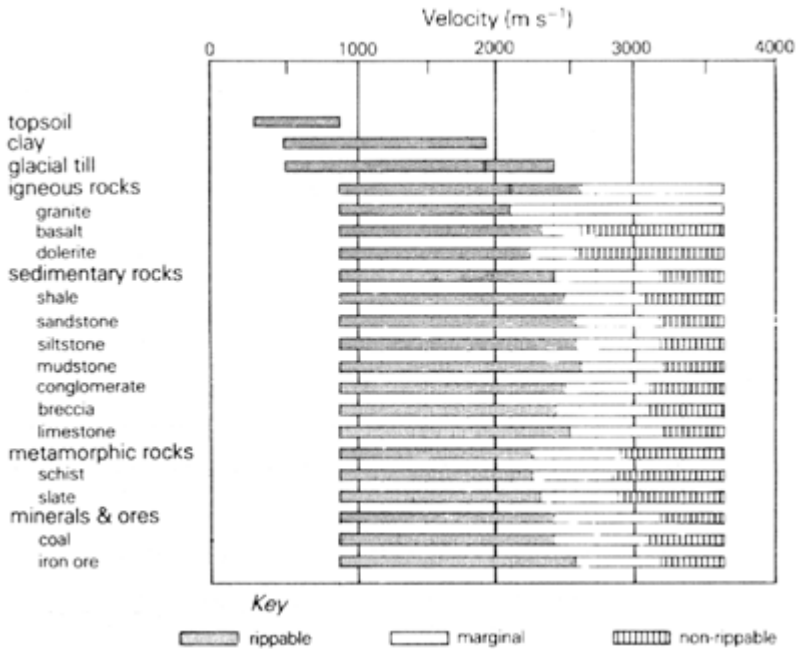 Velocity (m s⁻¹)
0 1000 2000 3000 4000
topsoil
clay
glacial till
igneous rocks
granite
basalt
dolerite
sedimentary rocks
shale
sandstone
siltstone
mudstone
conglomerate
breccia
limestone
metamorphic rocks
schist
slate
minerals & ores
coal
iron ore
Key
rippable marginal non-rippable